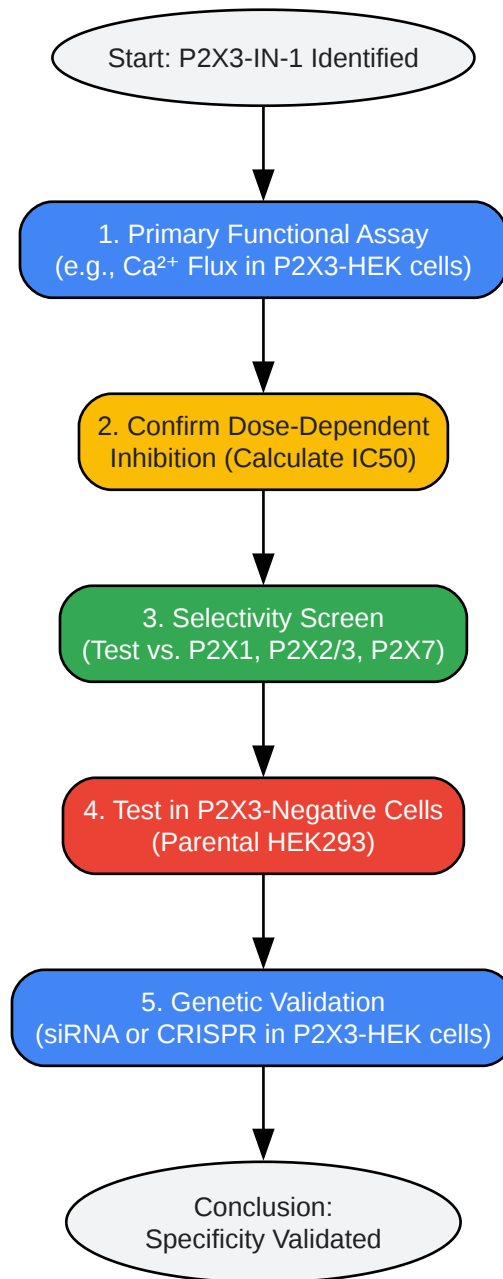 Start: P2X3-IN-1 Identified
1. Primary Functional Assay
(e.g., Ca²⁺ Flux in P2X3-HEK cells)
2. Confirm Dose-Dependent
Inhibition (Calculate IC50)
3. Selectivity Screen
(Test vs. P2X1, P2X2/3, P2X7)
4. Test in P2X3-Negative Cells
(Parental HEK293)
5. Genetic Validation
(siRNA or CRISPR in P2X3-HEK cells)
Conclusion:
Specificity Validated